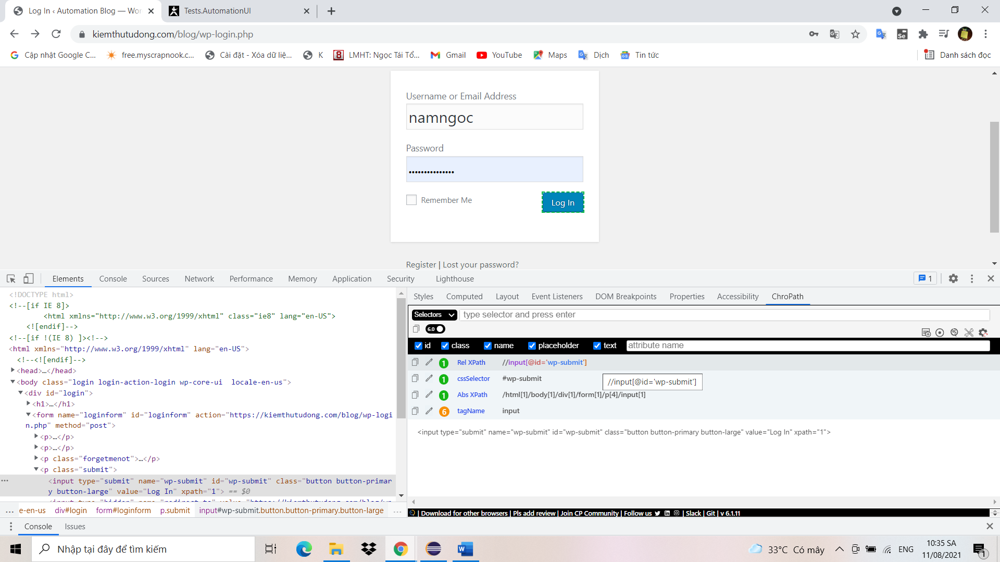 Log In ‹ Automation Blog — Wor
Tests.AutomationUI
kiemthutudong.com/blog/wp-login.php
Cập nhật Google C...
free.myscrapnook.c...
Cài đặt - Xóa dữ liệ...
K
LMHT: Ngọc Tái Tổ...
Gmail
YouTube
Maps
Dịch
Tin tức
Danh sách đọc
Username or Email Address
namngoc
Password
Remember Me
Log In
Register | Lost your password?
Elements
Console
Sources
Network
Performance
Memory
Application
Security
Lighthouse
1
<!DOCTYPE html>
<!--[if IE 8]>
<html xmlns="http://www.w3.org/1999/xhtml" class="ie8" lang="en-US">
<![endif]-->
<!--[if !(IE 8) ]><!-->
<html xmlns="http://www.w3.org/1999/xhtml" lang="en-US">
<!--<![endif]-->
<head>…</head>
<body class="login login-action-login wp-core-ui  locale-en-us">
<div id="login">
<h1>…</h1>
<form name="loginform" id="loginform" action="https://kiemthutudong.com/blog/wp-logi
n.php" method="post">
<p>…</p>
<p>…</p>
<p class="forgetmenot">…</p>
<p class="submit">
<input type="submit" name="wp-submit" id="wp-submit" class="button button-primar
y button-large" value="Log In" xpath="1"> == $0
<input type="hidden" name="redirect_to" value="https://kiemthutudong.com/blog/wp
... e-en-us div#login form#loginform p.submit input#wp-submit.button.button-primary.button-large ...
Styles
Computed
Layout
Event Listeners
DOM Breakpoints
Properties
Accessibility
ChroPath
Selectors
type selector and press enter
6.0
id
class
name
placeholder
text
attribute name
1 Rel XPath //input[@id='wp-submit']
1 cssSelector #wp-submit
//input[@id='wp-submit']
1 Abs XPath /html[1]/body[1]/div[1]/form[1]/p[4]/input[1]
6 tagName input
<input type="submit" name="wp-submit" id="wp-submit" class="button button-primary button-large" value="Log In" xpath="1">
| Download for other browsers | Pls add review | Join CP Community | Follow us | Slack | Git | v 6.1.11
Console
Issues
Nhập tại đây để tìm kiếm
33°C Có mây
ENG
10:35 SA
11/08/2021
1